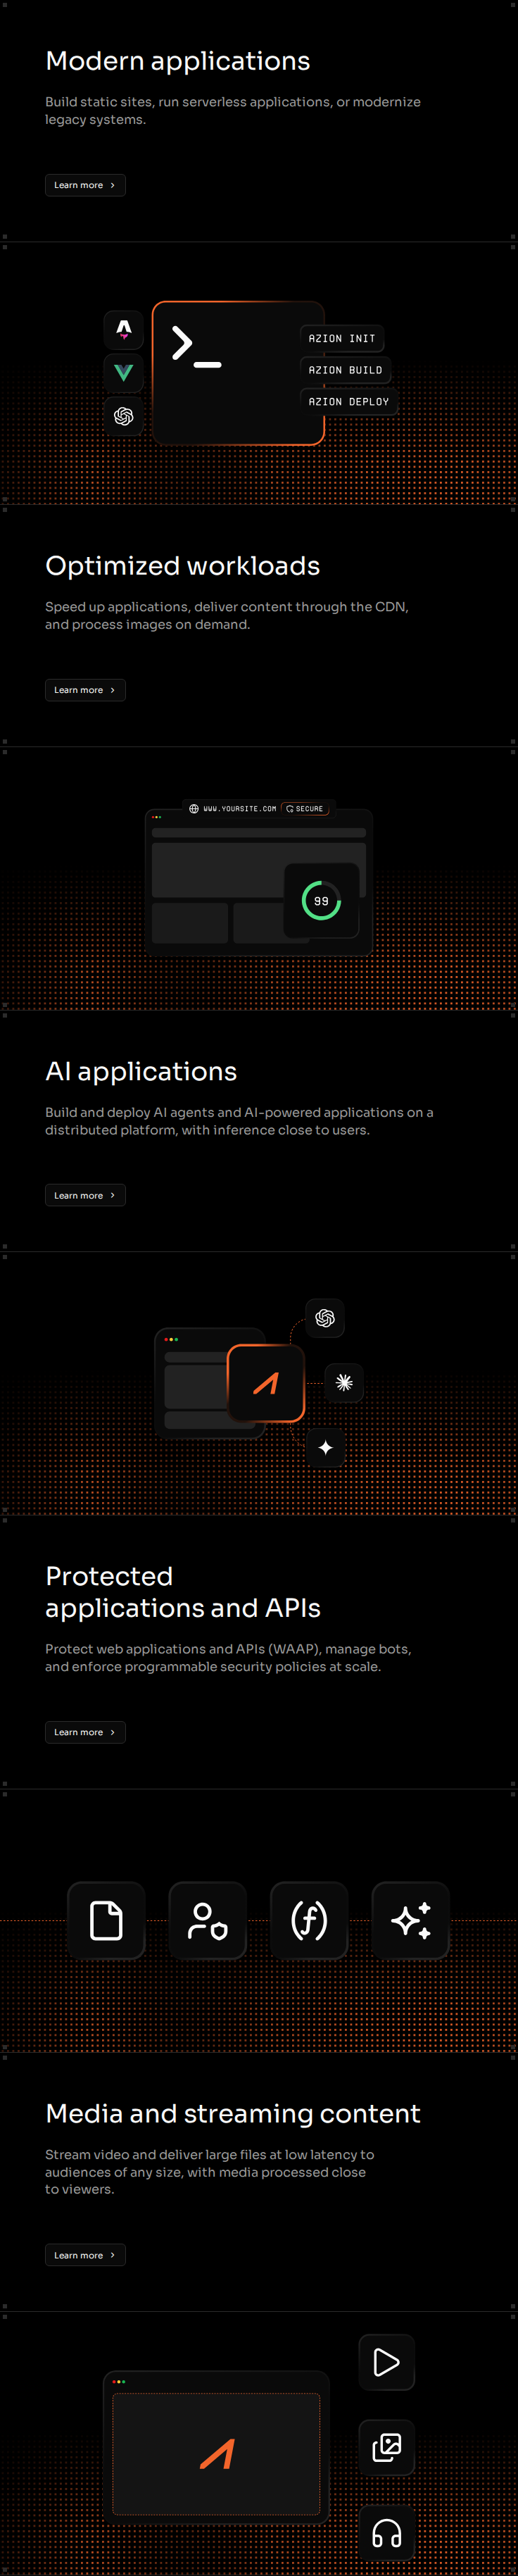 Modern applications
Build static sites, run serverless applications, or modernize
legacy systems.
Learn more
AZION INIT
AZION BUILD
AZION DEPLOY
Optimized workloads
Speed up applications, deliver content through the CDN,
and process images on demand.
Learn more
WWW.YOURSITE.COM SECURE
99
AI applications
Build and deploy AI agents and AI-powered applications on a
distributed platform, with inference close to users.
Learn more
Protected
applications and APIs
Protect web applications and APIs (WAAP), manage bots,
and enforce programmable security policies at scale.
Learn more
Media and streaming content
Stream video and deliver large files at low latency to
audiences of any size, with media processed close
to viewers.
Learn more